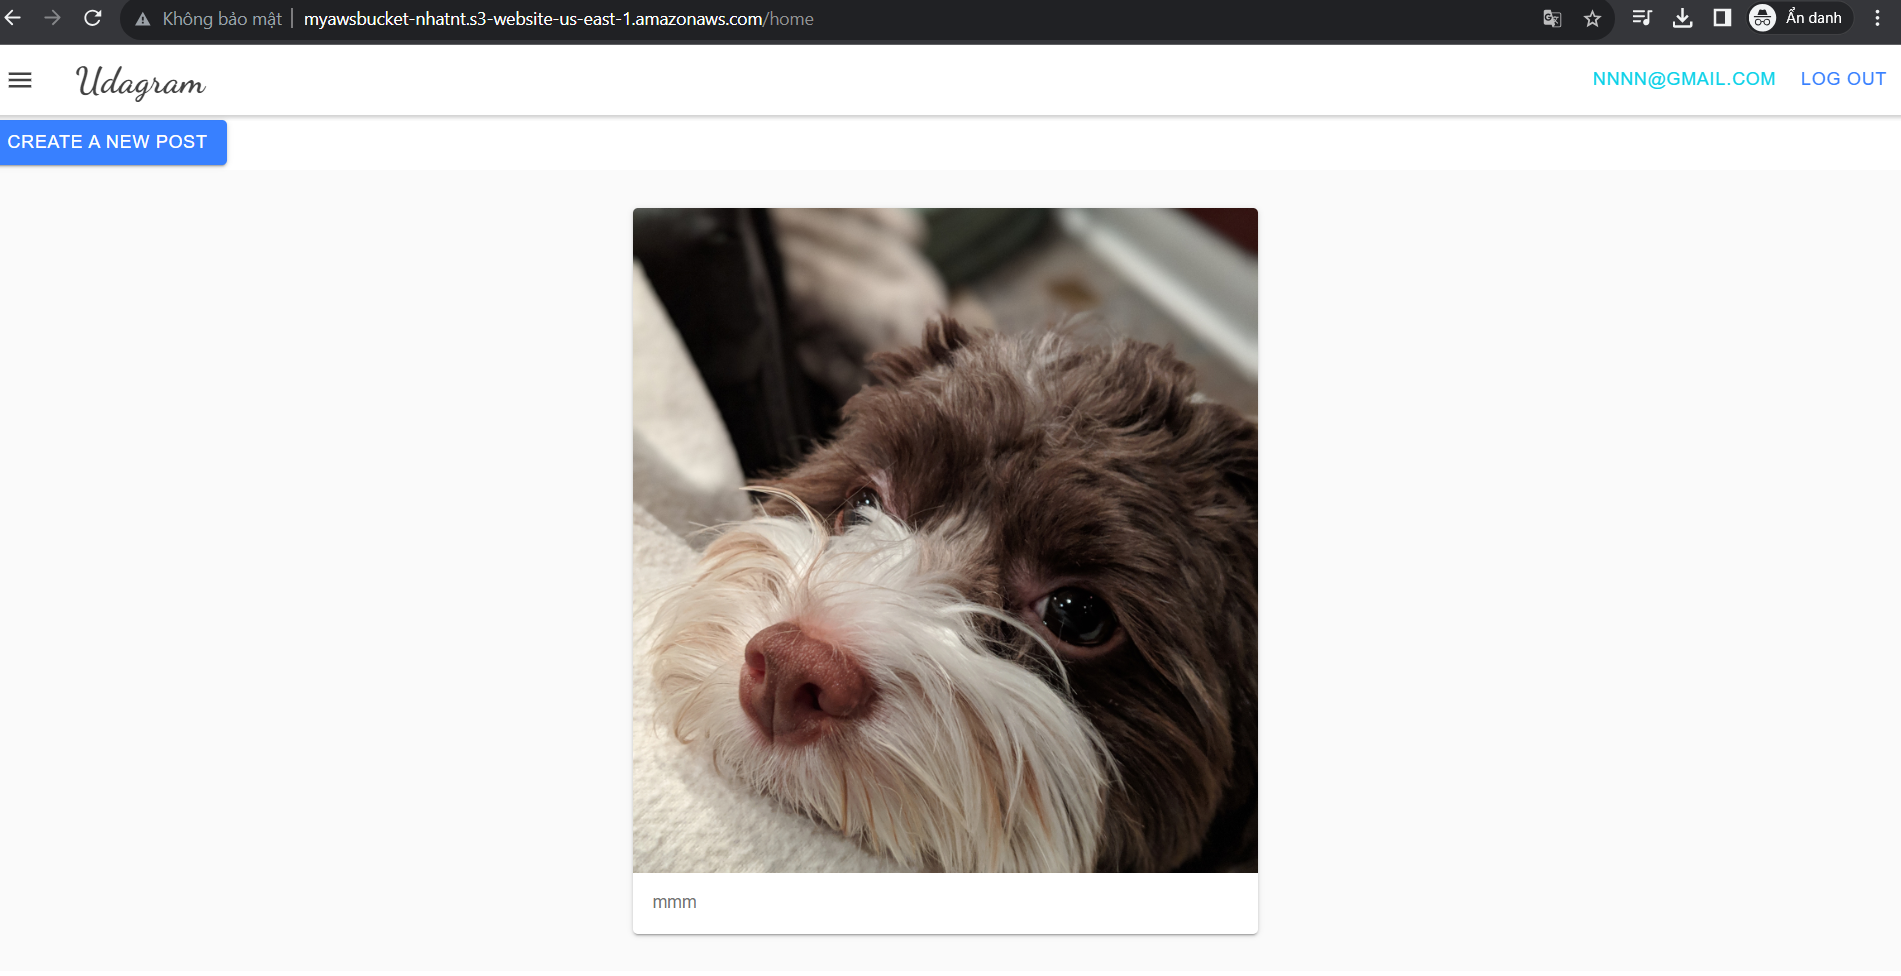 Không bảo mật myawsbucket-nhatnt.s3-website-us-east-1.amazonaws.com/home Ẩn danh
Udagram NNNN@GMAIL.COM LOG OUT
CREATE A NEW POST
mmm